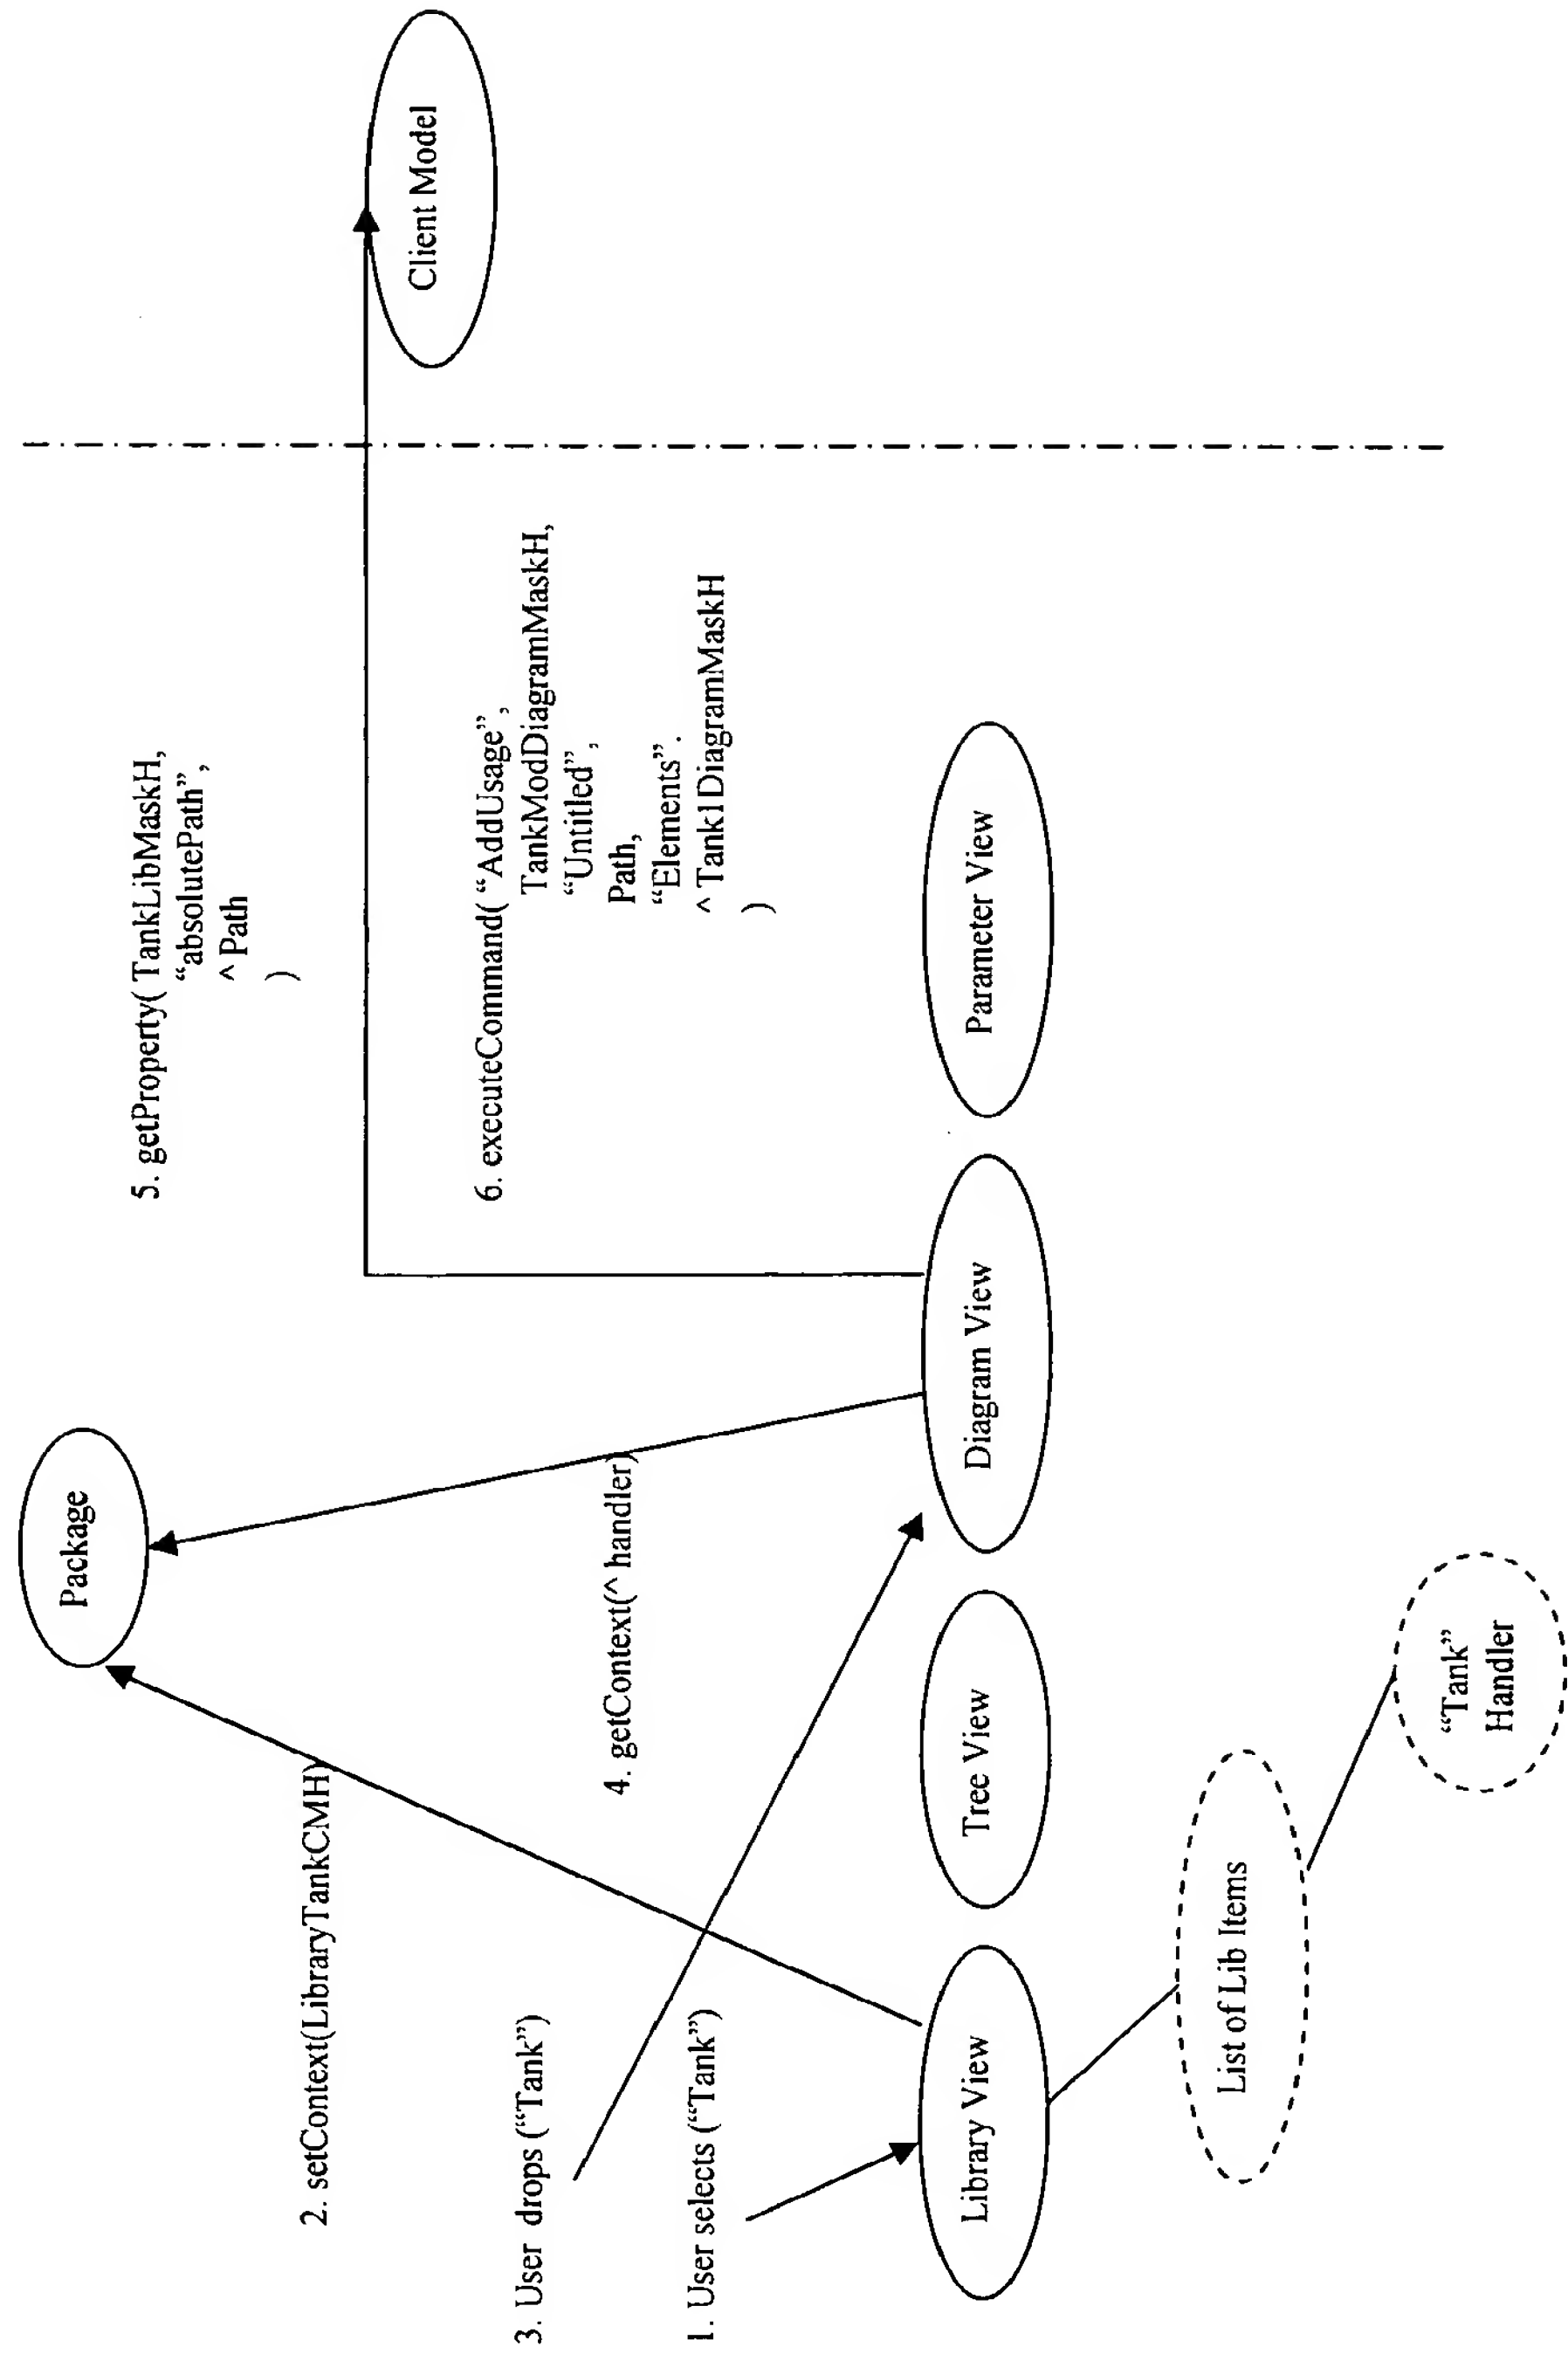 Package
5. getProperty( TankLibMaskH,
“absolutePath”,
^ Path
)
2. setContext(LibraryTankCMH)
Client Model
6. executeCommand( “AddUsage”,
TankModDiagramMaskH,
“Untitled”,
Path,
“Elements”.
^ Tank1DiagramMaskH
)
3. User drops (“Tank”)
4. getContext(^ handler)
1. User selects (“Tank”)
Library View
Tree View
Diagram View
Parameter View
List of Lib Items
“Tank”
Handler